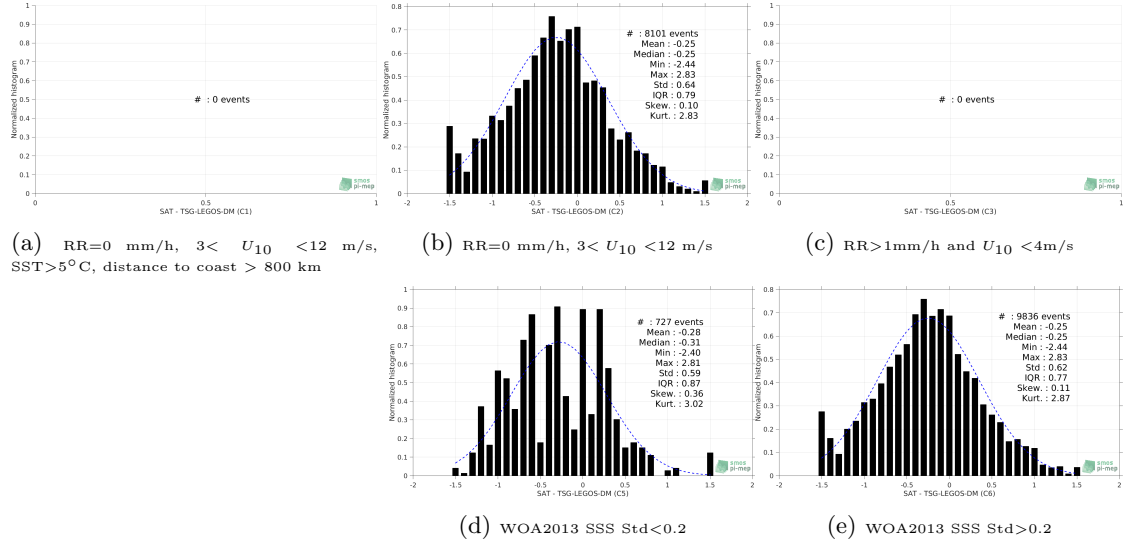 1
0.9
0.8
0.7
0.6
0.5
0.4
0.3
0.2
0.1
0
Normalized histogram
# : 0 events
smos
pi-mep
0 0.5 1
SAT - TSG-LEGOS-DM (C1)
(a) RR=0 mm/h, 3< U10 <12 m/s,
SST>5°C, distance to coast > 800 km
0.8
0.7
0.6
0.5
0.4
0.3
0.2
0.1
0
Normalized histogram
# : 8101 events
Mean : -0.25
Median : -0.25
Min : -2.44
Max : 2.83
Std : 0.64
IQR : 0.79
Skew. : 0.10
Kurt. : 2.83
smos
pi-mep
-2 -1.5 -1 -0.5 0 0.5 1 1.5 2
SAT - TSG-LEGOS-DM (C2)
(b) RR=0 mm/h, 3< U10 <12 m/s
1
0.9
0.8
0.7
0.6
0.5
0.4
0.3
0.2
0.1
0
Normalized histogram
# : 0 events
smos
pi-mep
0 0.5 1
SAT - TSG-LEGOS-DM (C3)
(c) RR>1mm/h and U10 <4m/s
1
0.9
0.8
0.7
0.6
0.5
0.4
0.3
0.2
0.1
0
Normalized histogram
# : 727 events
Mean : -0.28
Median : -0.31
Min : -2.40
Max : 2.81
Std : 0.59
IQR : 0.87
Skew. : 0.36
Kurt. : 3.02
smos
pi-mep
-2 -1.5 -1 -0.5 0 0.5 1 1.5 2
SAT - TSG-LEGOS-DM (C5)
(d) WOA2013 SSS Std<0.2
0.8
0.7
0.6
0.5
0.4
0.3
0.2
0.1
0
Normalized histogram
# : 9836 events
Mean : -0.25
Median : -0.25
Min : -2.44
Max : 2.83
Std : 0.62
IQR : 0.77
Skew. : 0.11
Kurt. : 2.87
smos
pi-mep
-2 -1.5 -1 -0.5 0 0.5 1 1.5 2
SAT - TSG-LEGOS-DM (C6)
(e) WOA2013 SSS Std>0.2